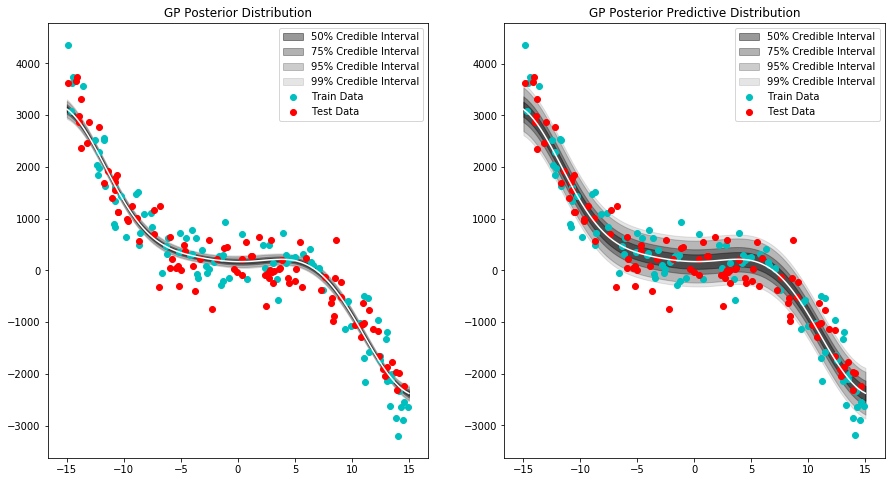 GP Posterior Distribution
50% Credible Interval
75% Credible Interval
95% Credible Interval
99% Credible Interval
Train Data
Test Data
4000
3000
2000
1000
0
−1000
−2000
−3000
−15 −10 −5 0 5 10 15
GP Posterior Predictive Distribution
50% Credible Interval
75% Credible Interval
95% Credible Interval
99% Credible Interval
Train Data
Test Data
4000
3000
2000
1000
0
−1000
−2000
−3000
−15 −10 −5 0 5 10 15